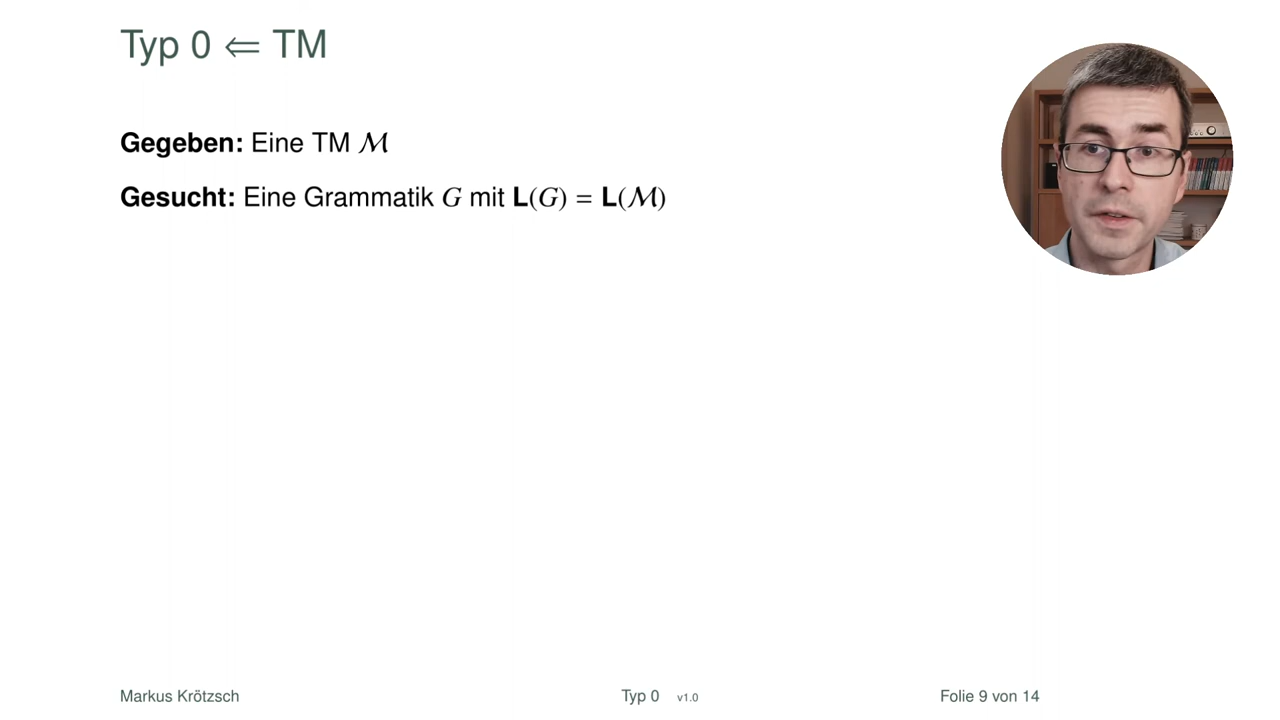 Typ 0 ⇐ TM
Gegeben: Eine TM ℳ
Gesucht: Eine Grammatik G mit L(G) = L(ℳ)
Markus Krötzsch Typ 0 v1.0 Folie 9 von 14